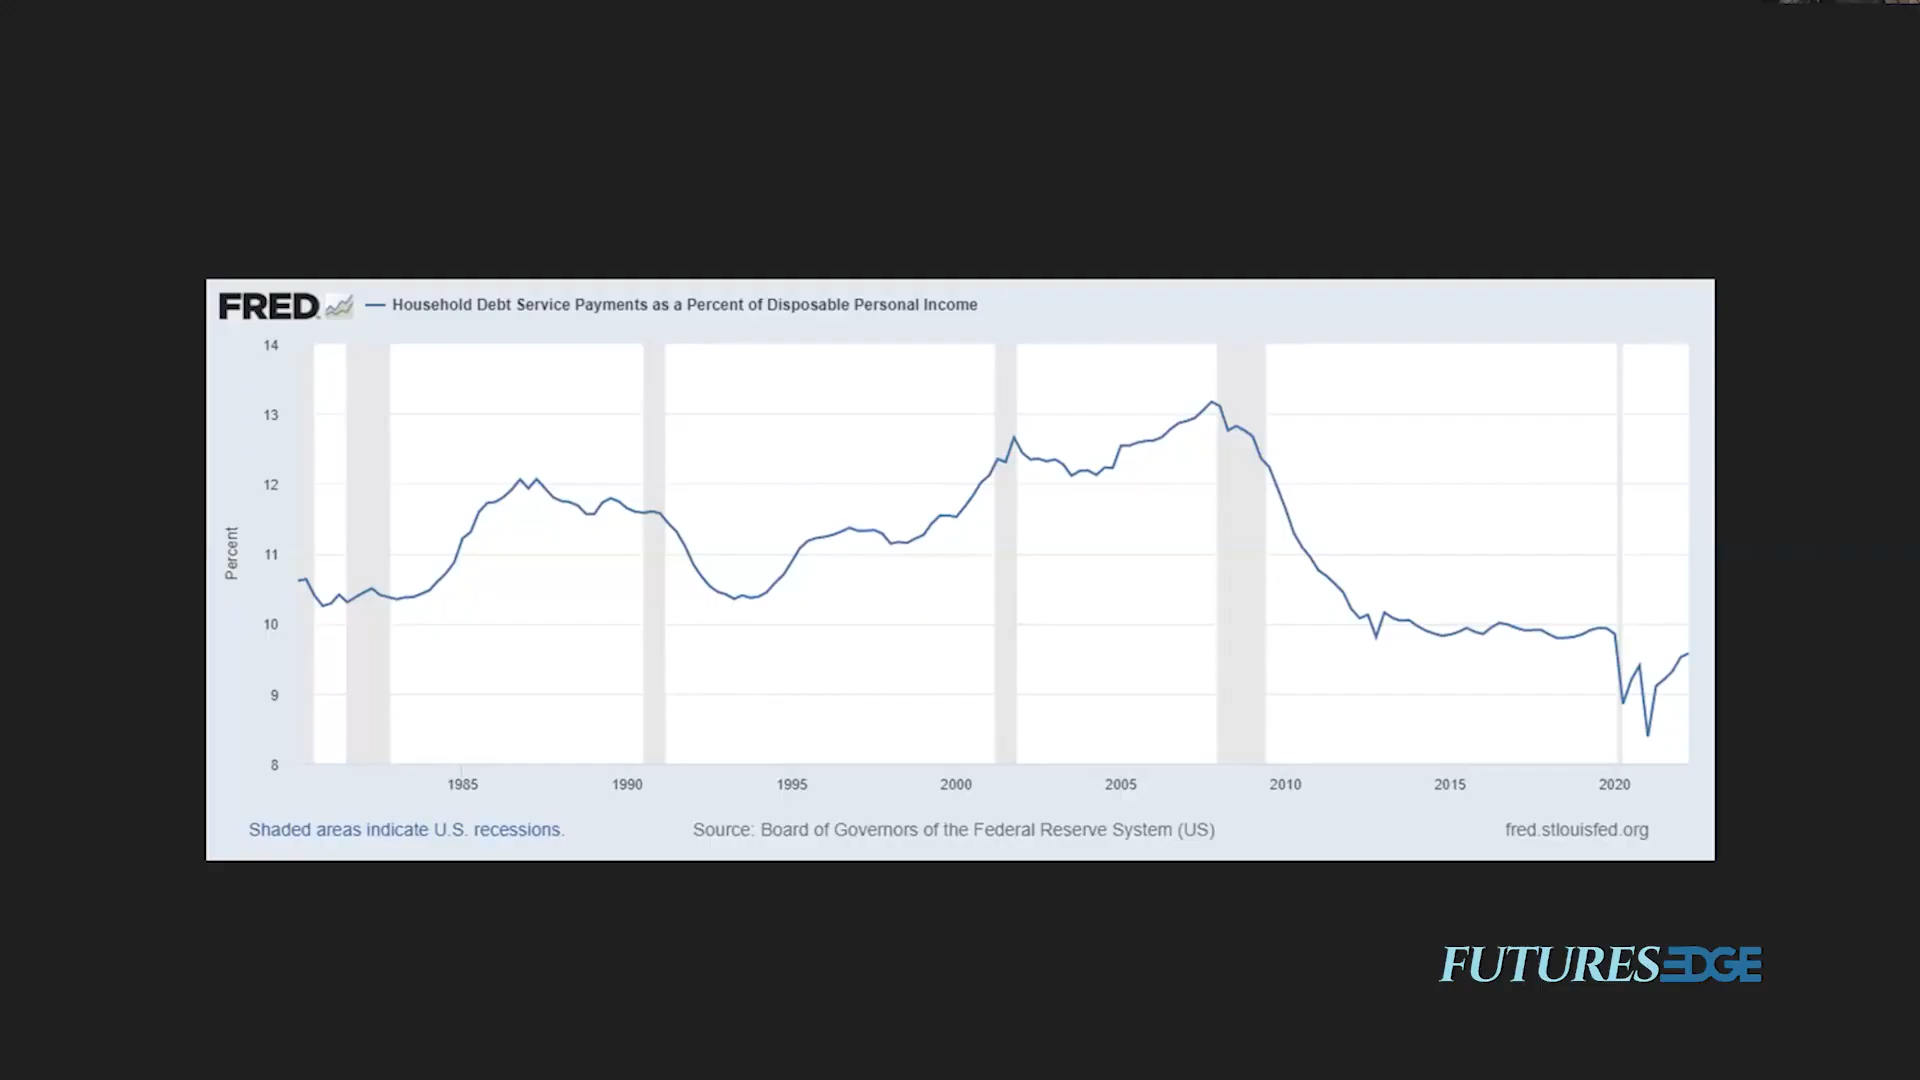 FRED
Household Debt Service Payments as a Percent of Disposable Personal Income
14
13
12
11
10
9
8
Percent
1985 1990 1995 2000 2005 2010 2015 2020
Shaded areas indicate U.S. recessions. Source: Board of Governors of the Federal Reserve System (US) fred.stlouisfed.org
FUTURESEDGE